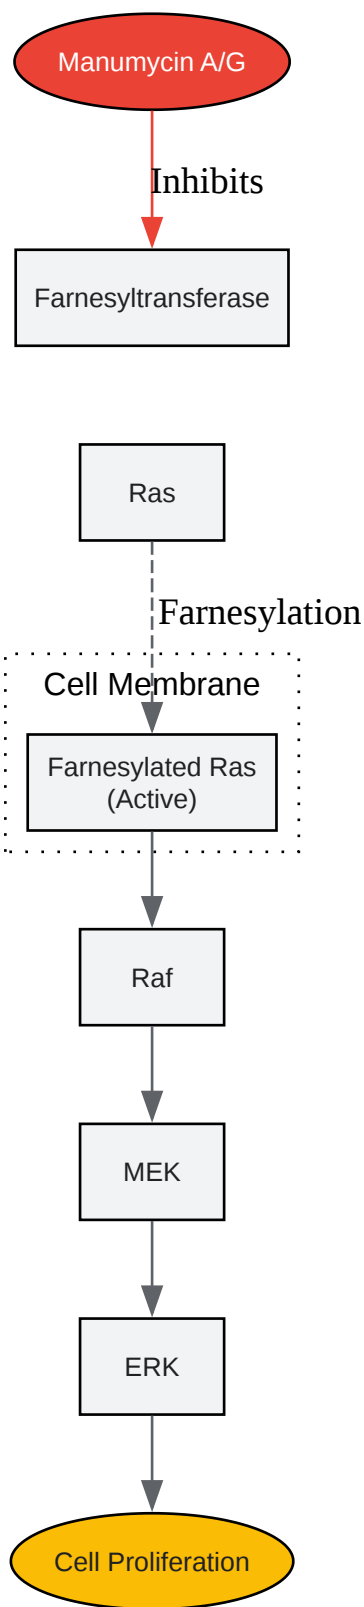 Manumycin A/G
Inhibits
Farnesyltransferase
Ras
Farnesylation
Cell Membrane
Farnesylated Ras
(Active)
Raf
MEK
ERK
Cell Proliferation